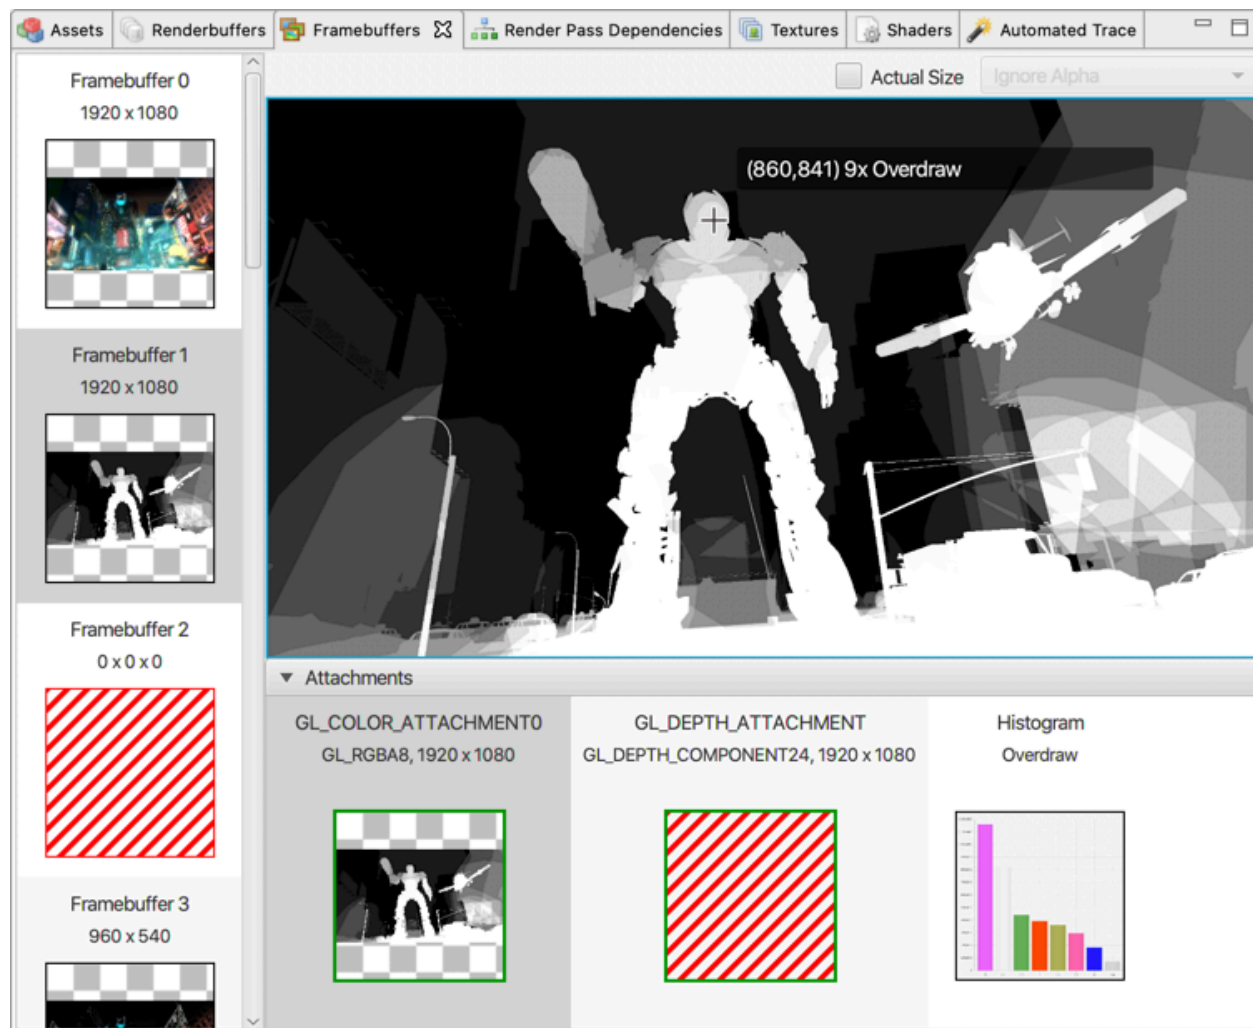 Assets
Renderbuffers
Framebuffers
Render Pass Dependencies
Textures
Shaders
Automated Trace
Actual Size
Ignore Alpha
Framebuffer 0
1920 x 1080
Framebuffer 1
1920 x 1080
Framebuffer 2
0 x 0 x 0
Framebuffer 3
960 x 540
(860,841) 9x Overdraw
Attachments
GL_COLOR_ATTACHMENT0
GL_RGBA8, 1920 x 1080
GL_DEPTH_ATTACHMENT
GL_DEPTH_COMPONENT24, 1920 x 1080
Histogram
Overdraw